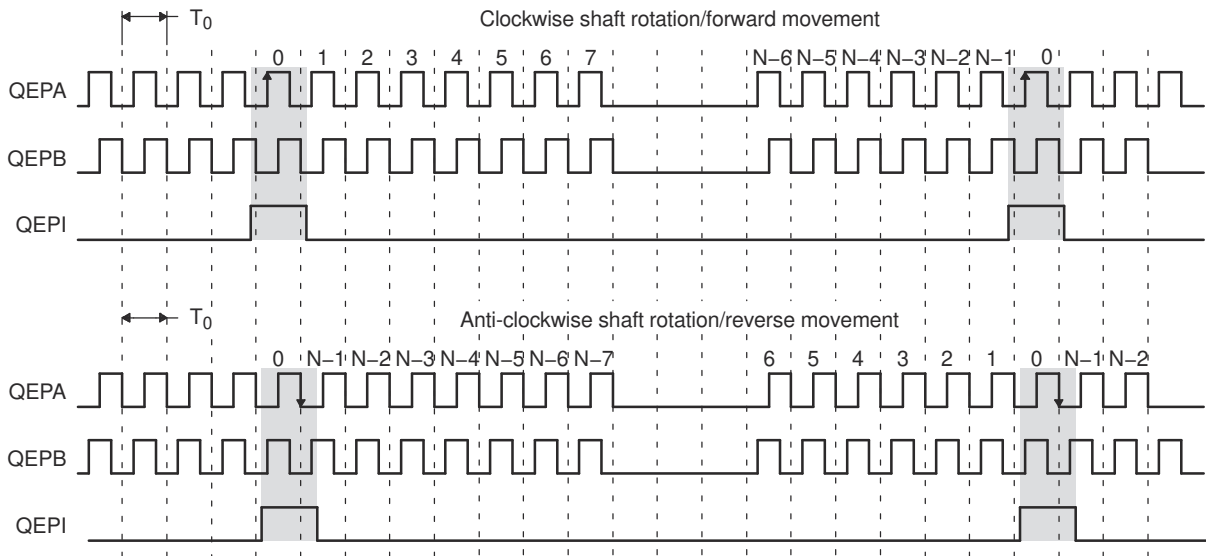 T0 Clockwise shaft rotation/forward movement
0 1 2 3 4 5 6 7 N–6 N–5 N–4 N–3 N–2 N–1 0
QEPA
QEPB
QEPI
T0 Anti-clockwise shaft rotation/reverse movement
0 N–1 N–2 N–3 N–4 N–5 N–6 N–7 6 5 4 3 2 1 0 N–1 N–2
QEPA
QEPB
QEPI